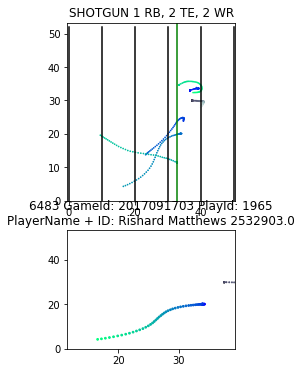 SHOTGUN 1 RB, 2 TE, 2 WR
50
40
30
20
10
0
0 20 40
6483 GameId: 2017091703 PlayId: 1965
PlayerName + ID: Rishard Matthews 2532903.0
40
20
0
20 30